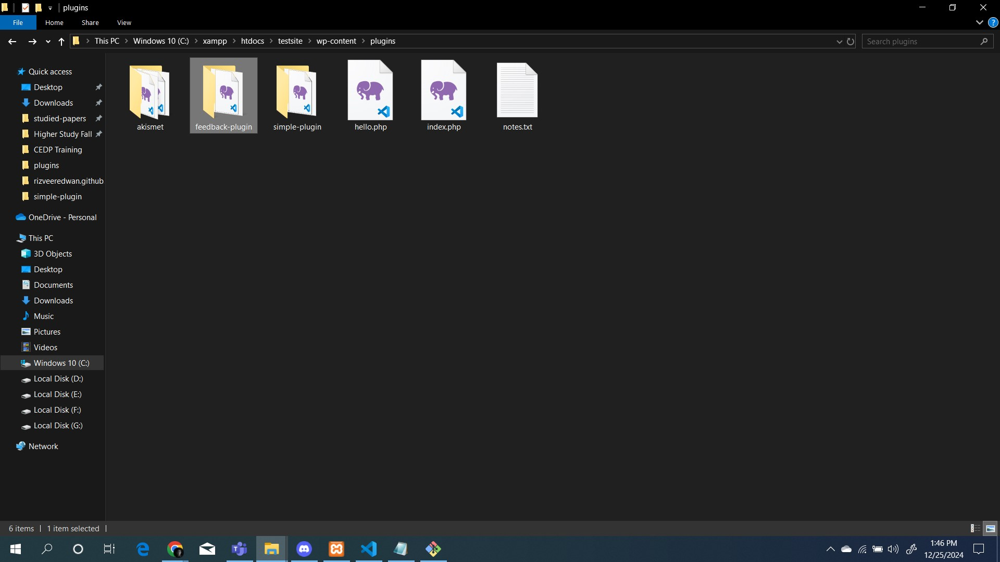 plugins
File Home Share View
This PC Windows 10 (C:) xampp htdocs testsite wp-content plugins
Search plugins
Quick access
Desktop
Downloads
studied-papers
Higher Study Fall
CEDP Training
plugins
rizveeredwan.github
simple-plugin
OneDrive - Personal
This PC
3D Objects
Desktop
Documents
Downloads
Music
Pictures
Videos
Windows 10 (C:)
Local Disk (D:)
Local Disk (E:)
Local Disk (F:)
Local Disk (G:)
Network
akismet feedback-plugin simple-plugin hello.php index.php notes.txt
6 items 1 item selected
1:46 PM
12/25/2024